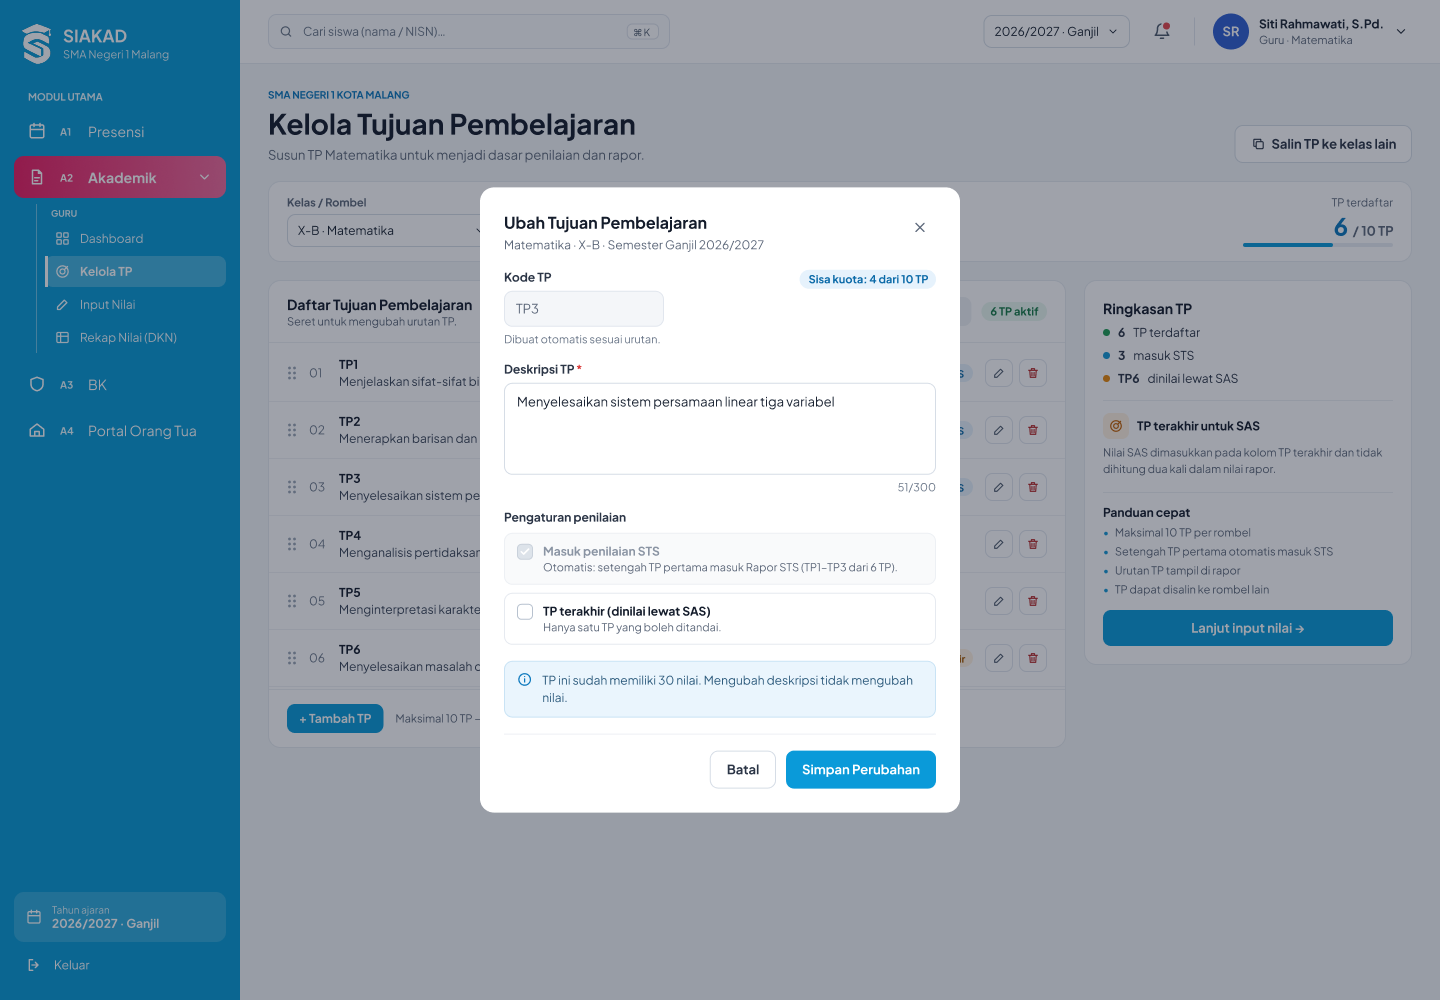 SIAKAD
SMA Negeri 1 Malang
MODUL UTAMA
A1 Presensi
A2 Akademik
GURU
Dashboard
Kelola TP
Input Nilai
Rekap Nilai (DKN)
A3 BK
A4 Portal Orang Tua
Tahun ajaran
2026/2027 · Ganjil
Keluar
Cari siswa (nama / NISN)...
⌘K
2026/2027 · Ganjil
SR
Siti Rahmawati, S.Pd.
Guru · Matematika
SMA NEGERI 1 KOTA MALANG
Kelola Tujuan Pembelajaran
Susun TP Matematika untuk menjadi dasar penilaian dan rapor.
Salin TP ke kelas lain
Kelas / Rombel
X-B · Matematika
TP terdaftar
6 / 10 TP
Daftar Tujuan Pembelajaran
Seret untuk mengubah urutan TP.
6 TP aktif
01
TP1
Menjelaskan sifat-sifat
02
TP2
Menerapkan barisan dan
03
TP3
Menyelesaikan sistem
04
TP4
Menganalisis
05
TP5
Menginterpretasi
06
TP6
Menyelesaikan masalah
+ Tambah TP
Maksimal 10 TP –
Ringkasan TP
6 TP terdaftar
3 masuk STS
TP6 dinilai lewat SAS
TP terakhir untuk SAS
Nilai SAS dimasukkan pada kolom TP terakhir dan tidak
dihitung dua kali dalam nilai rapor.
Panduan cepat
• Maksimal 10 TP per rombel
• Setengah TP pertama otomatis masuk STS
• Urutan TP tampil di rapor
• TP dapat disalin ke rombel lain
Lanjut input nilai →
Ubah Tujuan Pembelajaran
Matematika · X-B · Semester Ganjil 2026/2027
Kode TP
Sisa kuota: 4 dari 10 TP
TP3
Dibuat otomatis sesuai urutan.
Deskripsi TP *
Menyelesaikan sistem persamaan linear tiga variabel
51/300
Pengaturan penilaian
Masuk penilaian STS
Otomatis: setengah TP pertama masuk Rapor STS (TP1–TP3 dari 6 TP).
TP terakhir (dinilai lewat SAS)
Hanya satu TP yang boleh ditandai.
TP ini sudah memiliki 30 nilai. Mengubah deskripsi tidak mengubah
nilai.
Batal
Simpan Perubahan